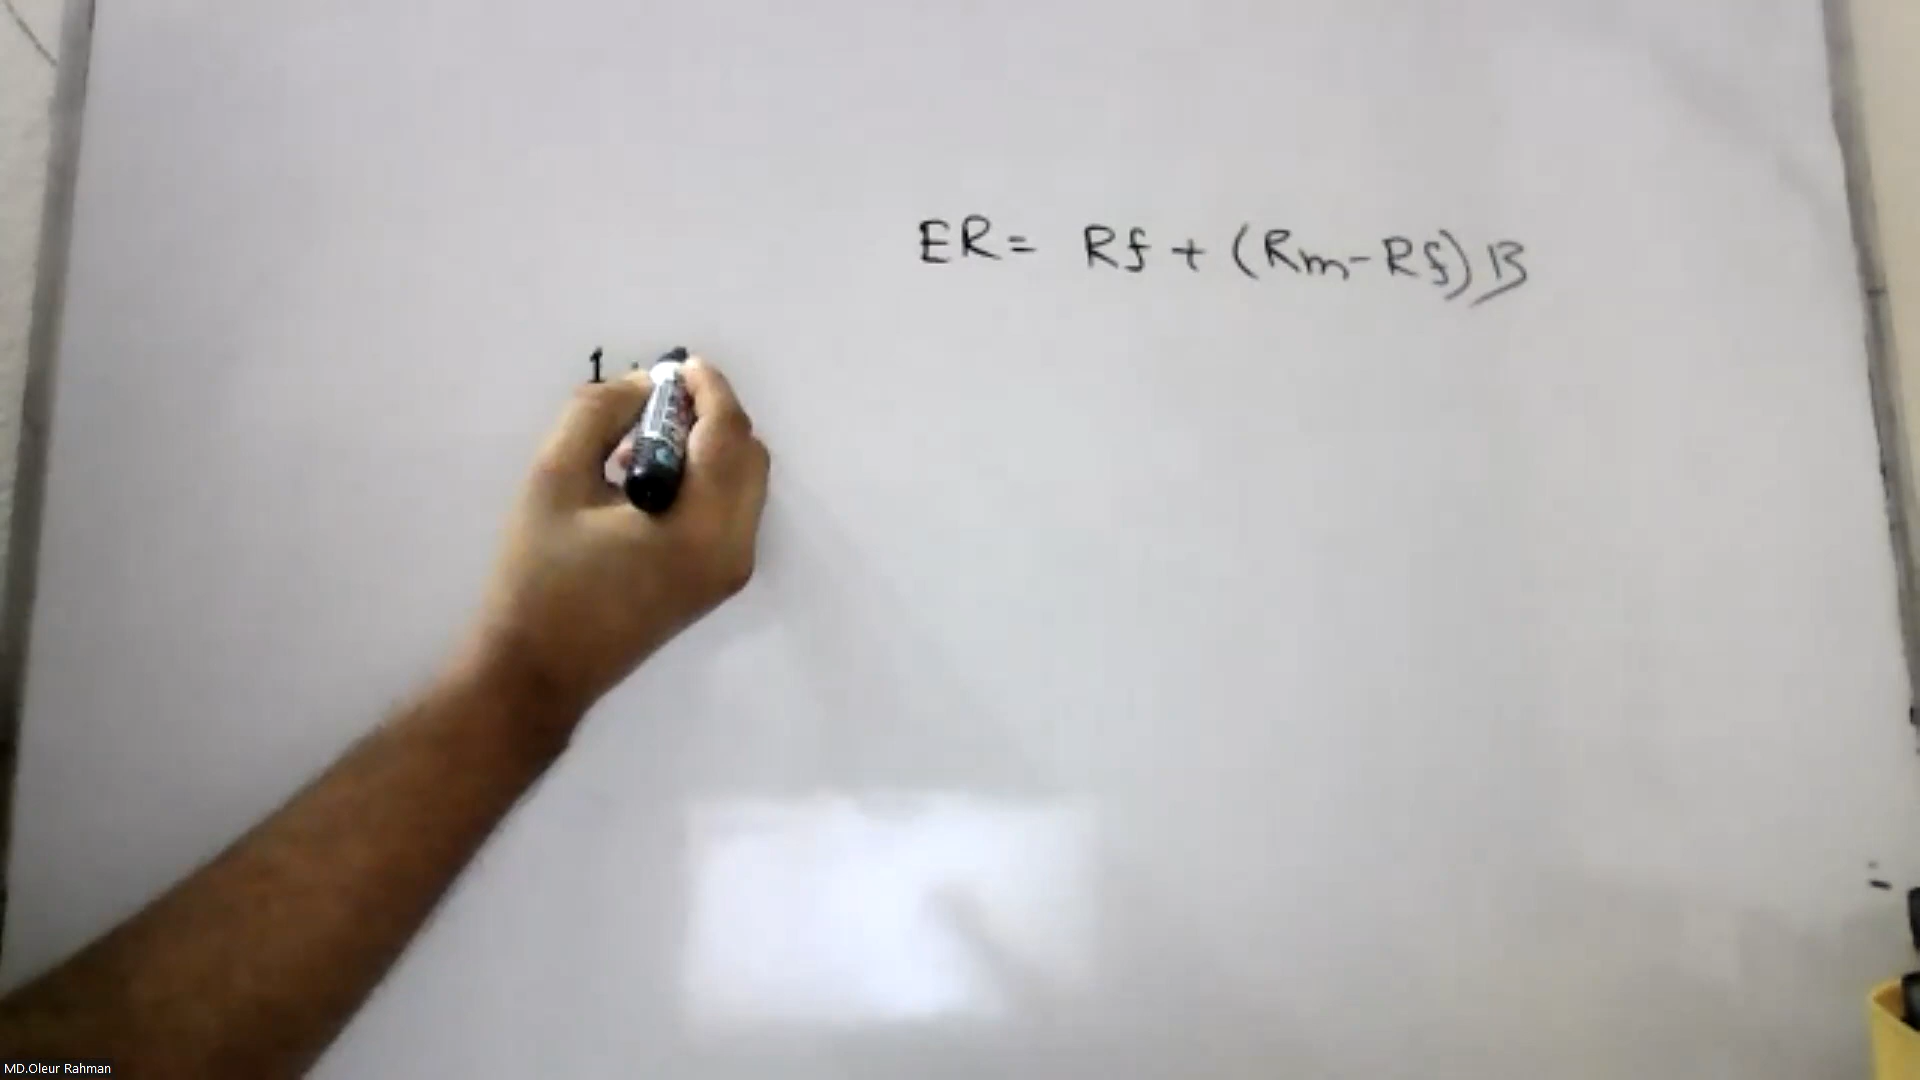 ER = Rf + (Rm - Rf) β
1
MD.Oleur Rahman